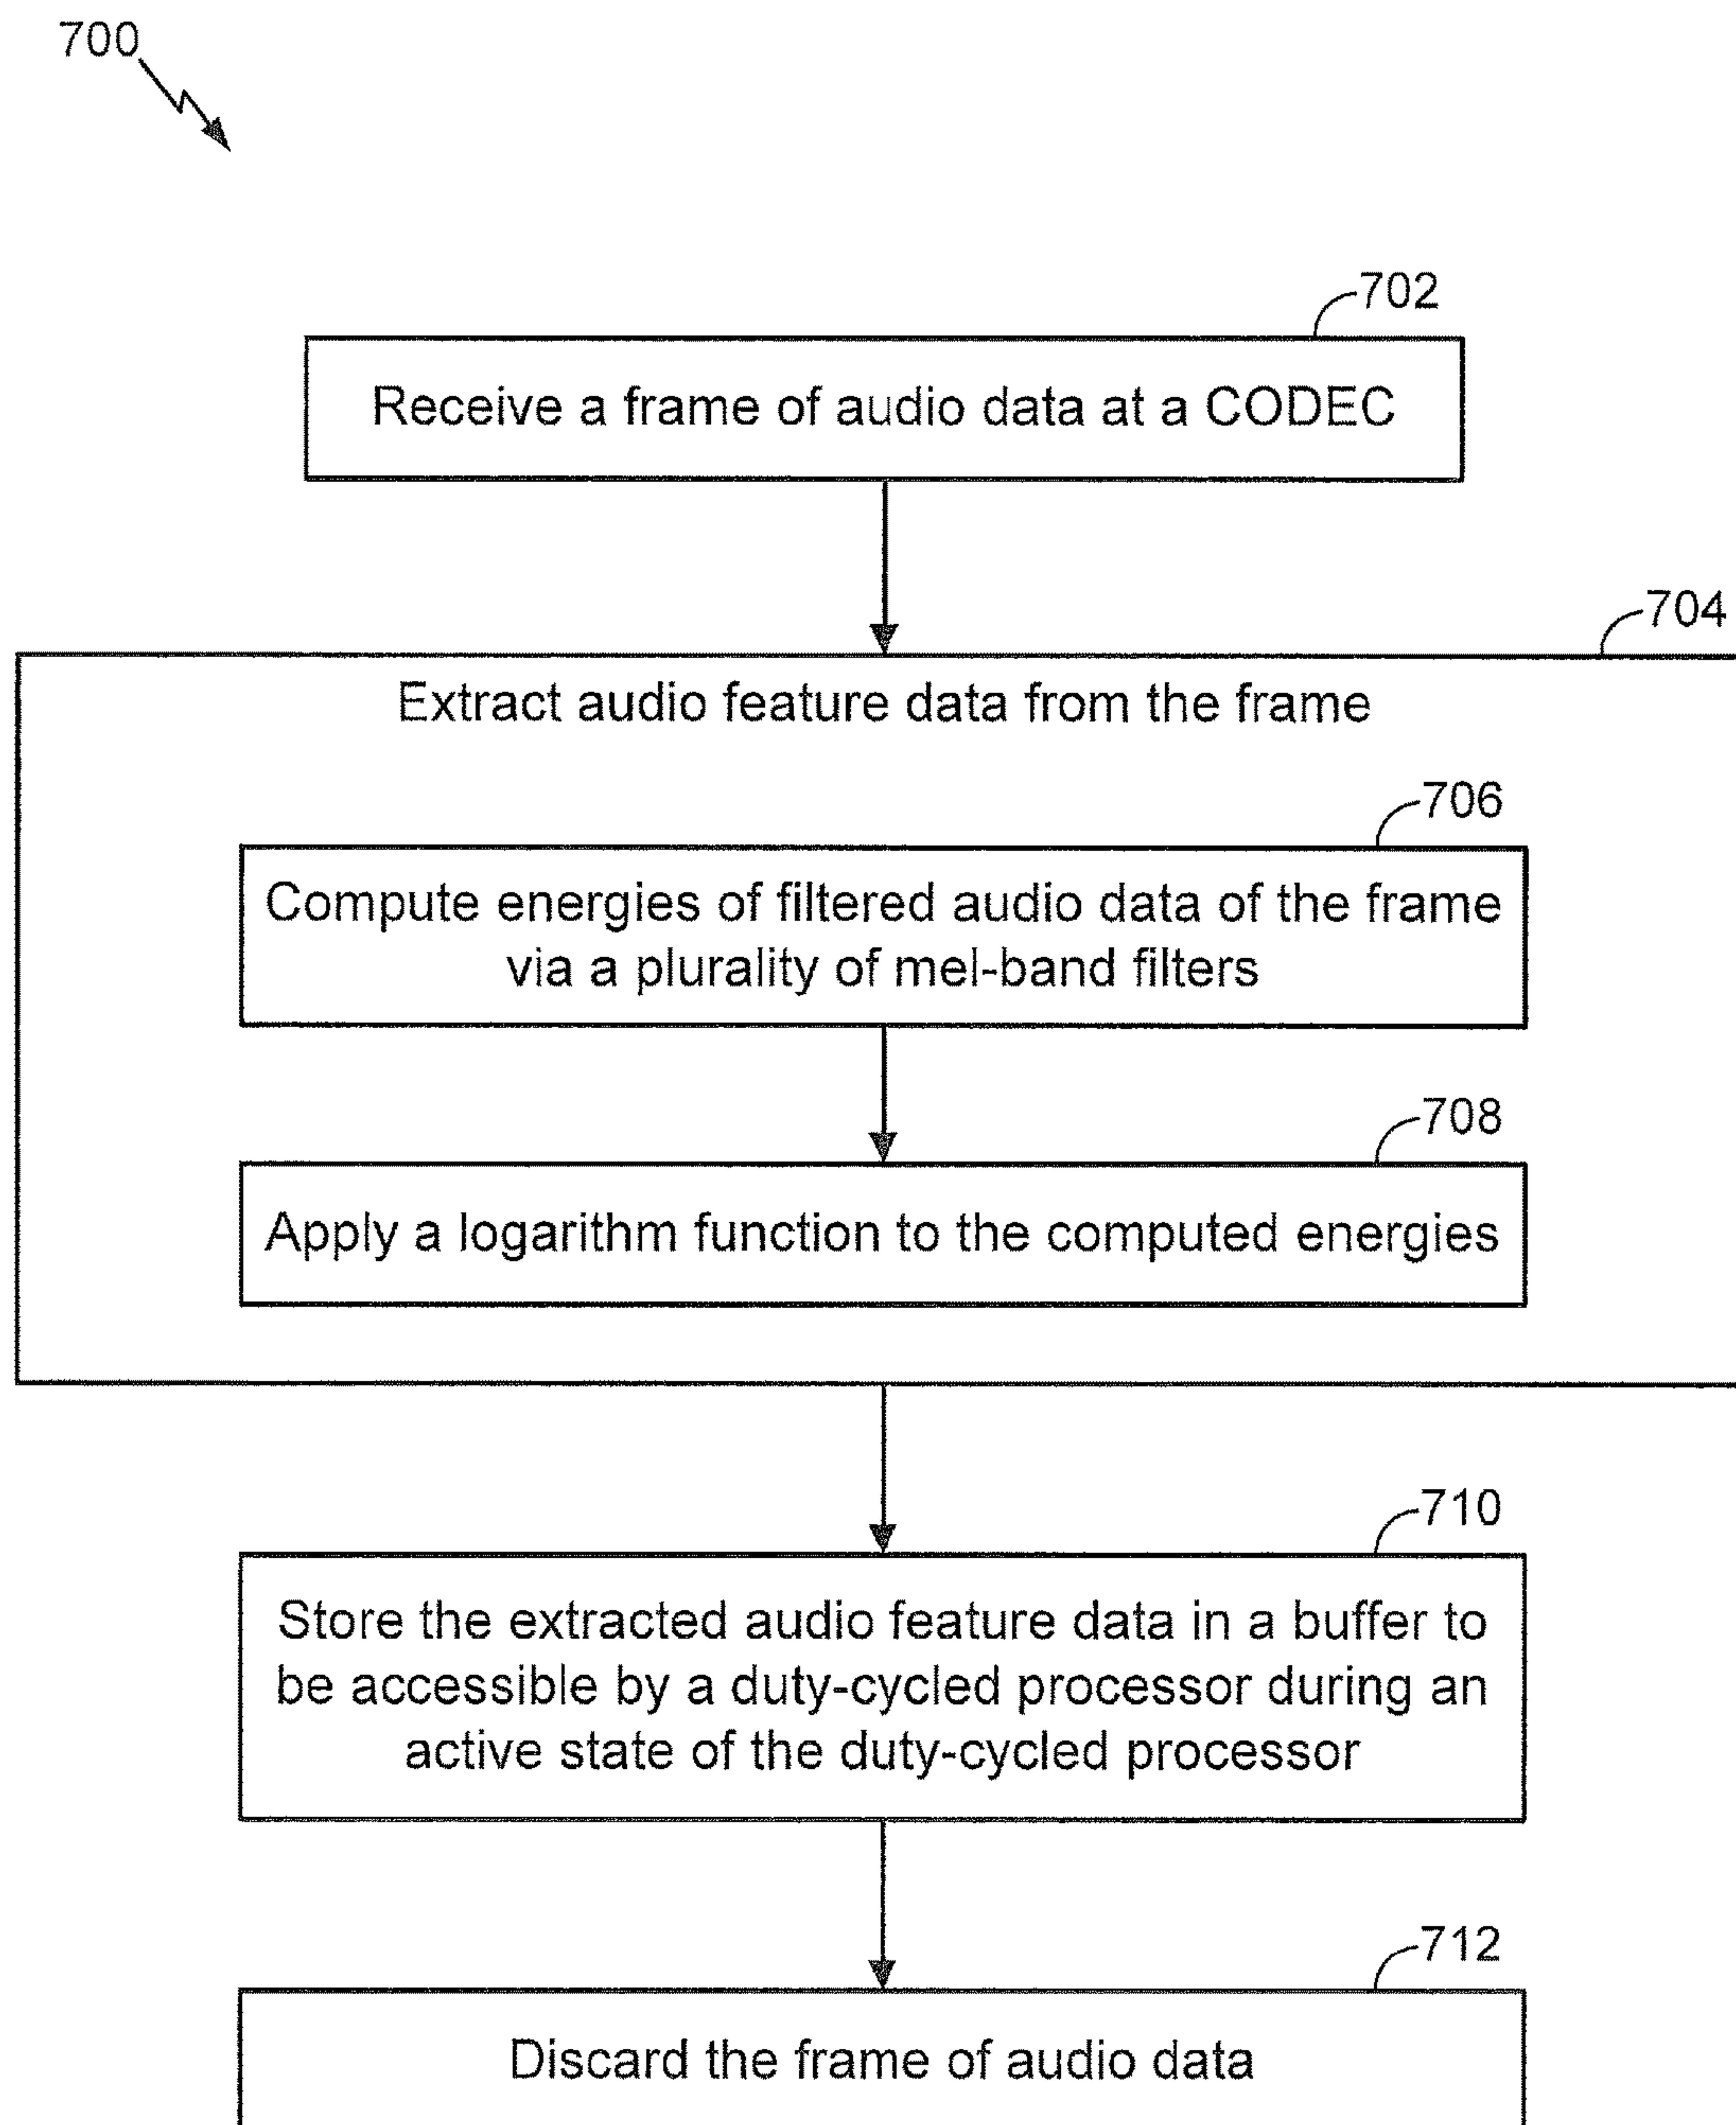 700
702
Receive a frame of audio data at a CODEC
704
Extract audio feature data from the frame
706
Compute energies of filtered audio data of the frame
via a plurality of mel-band filters
708
Apply a logarithm function to the computed energies
710
Store the extracted audio feature data in a buffer to
be accessible by a duty-cycled processor during an
active state of the duty-cycled processor
712
Discard the frame of audio data